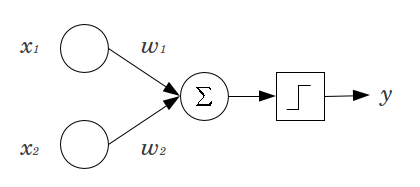 x₁ w₁
Σ y
x₂ w₂